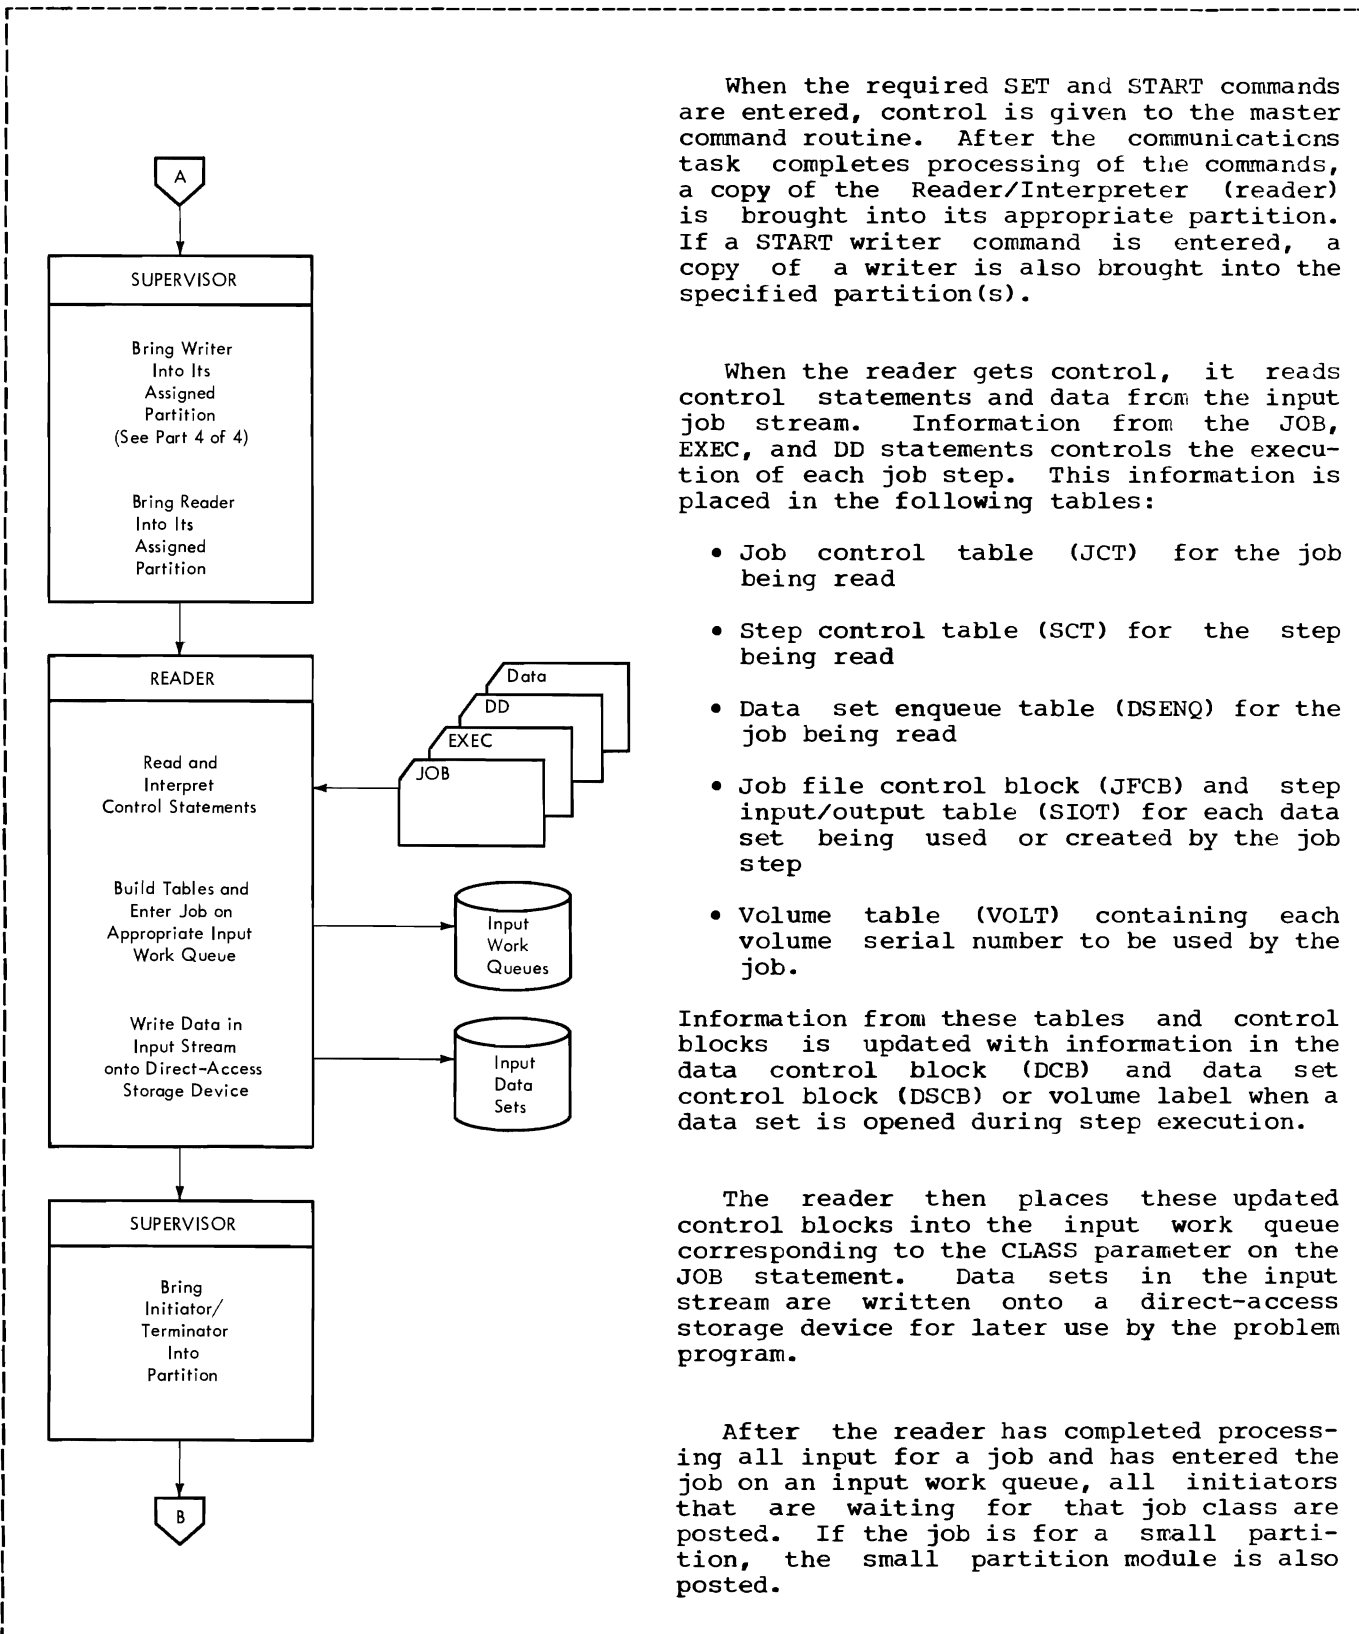 A
SUPERVISOR
Bring Writer
Into Its
Assigned
Partition
(See Part 4 of 4)
Bring Reader
Into Its
Assigned
Partition
READER
Read and
Interpret
Control Statements
Build Tables and
Enter Job on
Appropriate Input
Work Queue
Write Data in
Input Stream
onto Direct-Access
Storage Device
Data
DD
EXEC
JOB
Input
Work
Queues
Input
Data
Sets
SUPERVISOR
Bring
Initiator/
Terminator
Into
Partition
B
When the required SET and START commands
are entered, control is given to the master
command routine. After the communications
task completes processing of the commands,
a copy of the Reader/Interpreter (reader)
is brought into its appropriate partition.
If a START writer command is entered, a
copy of a writer is also brought into the
specified partition(s).
When the reader gets control, it reads
control statements and data from the input
job stream. Information from the JOB,
EXEC, and DD statements controls the execu-
tion of each job step. This information is
placed in the following tables:
• Job control table (JCT) for the job
being read
• Step control table (SCT) for the step
being read
• Data set enqueue table (DSENQ) for the
job being read
• Job file control block (JFCB) and step
input/output table (SIOT) for each data
set being used or created by the job
step
• Volume table (VOLT) containing each
volume serial number to be used by the
job.
Information from these tables and control
blocks is updated with information in the
data control block (DCB) and data set
control block (DSCB) or volume label when a
data set is opened during step execution.
The reader then places these updated
control blocks into the input work queue
corresponding to the CLASS parameter on the
JOB statement. Data sets in the input
stream are written onto a direct-access
storage device for later use by the problem
program.
After the reader has completed process-
ing all input for a job and has entered the
job on an input work queue, all initiators
that are waiting for that job class are
posted. If the job is for a small parti-
tion, the small partition module is also
posted.